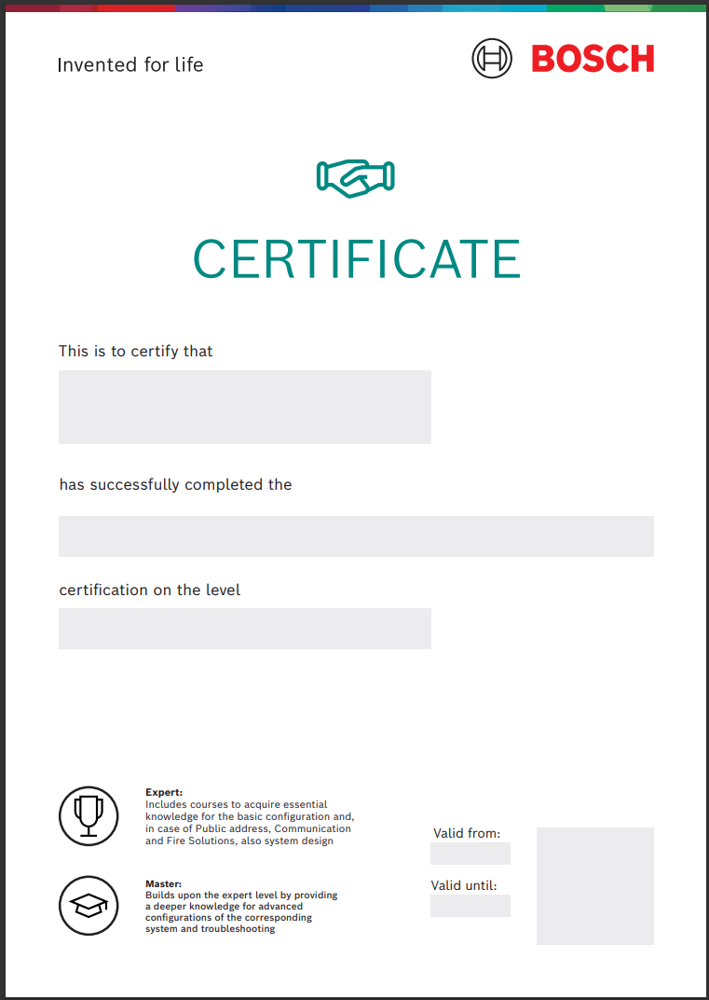 Invented for life
BOSCH
CERTIFICATE
This is to certify that
has successfully completed the
certification on the level
Expert:
Includes courses to acquire essential
knowledge for the basic configuration and,
in case of Public address, Communication
and Fire Solutions, also system design
Master:
Builds upon the expert level by providing
a deeper knowledge for advanced
configurations of the corresponding
system and troubleshooting
Valid from:
Valid until: